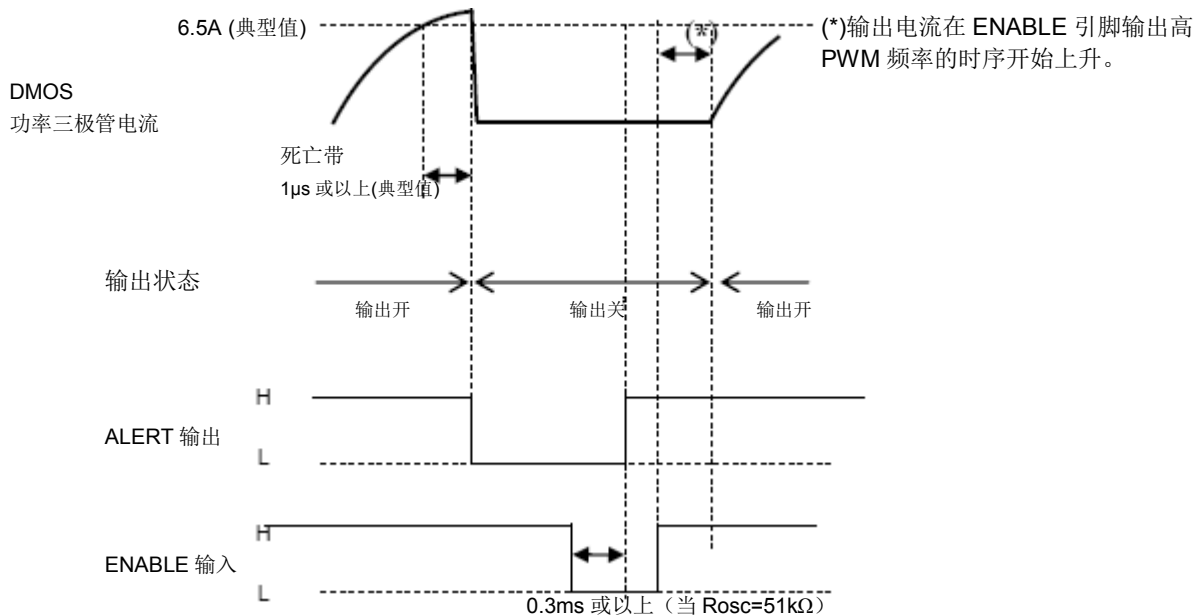 6.5A (典型值)
(*)
(*)输出电流在 ENABLE 引脚输出高
PWM 频率的时序开始上升。
DMOS
功率三极管电流
死亡带
1μs 或以上(典型值)
输出状态
输出开
输出关
输出开
H
ALERT 输出
L
H
ENABLE 输入
L
0.3ms 或以上（当 Rosc=51kΩ）